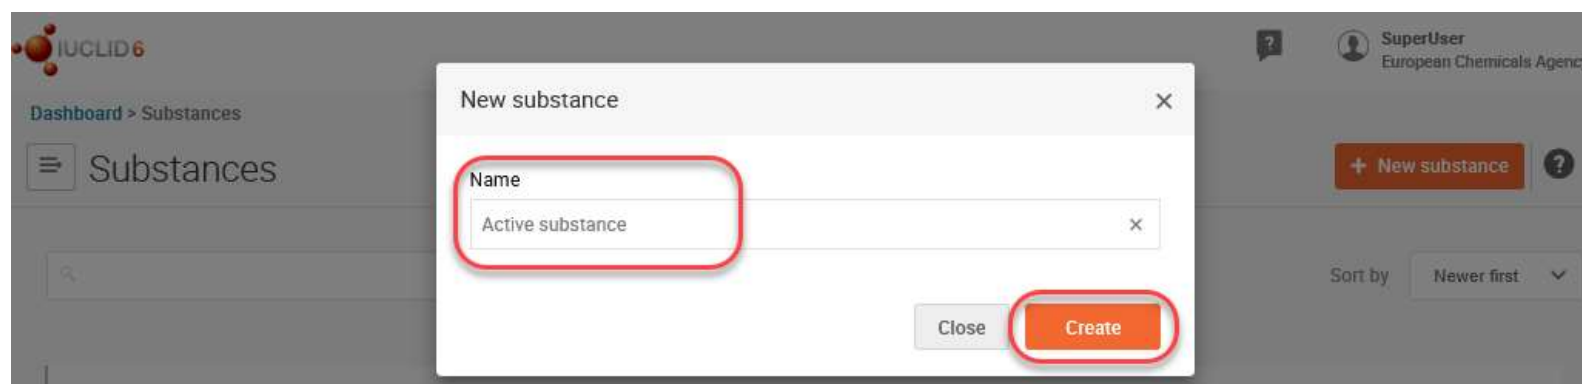 IUCLID 6
SuperUser
European Chemicals Agency
Dashboard > Substances
New substance
Substances
+ New substance
Name
Active substance
Sort by
Newer first
Close
Create